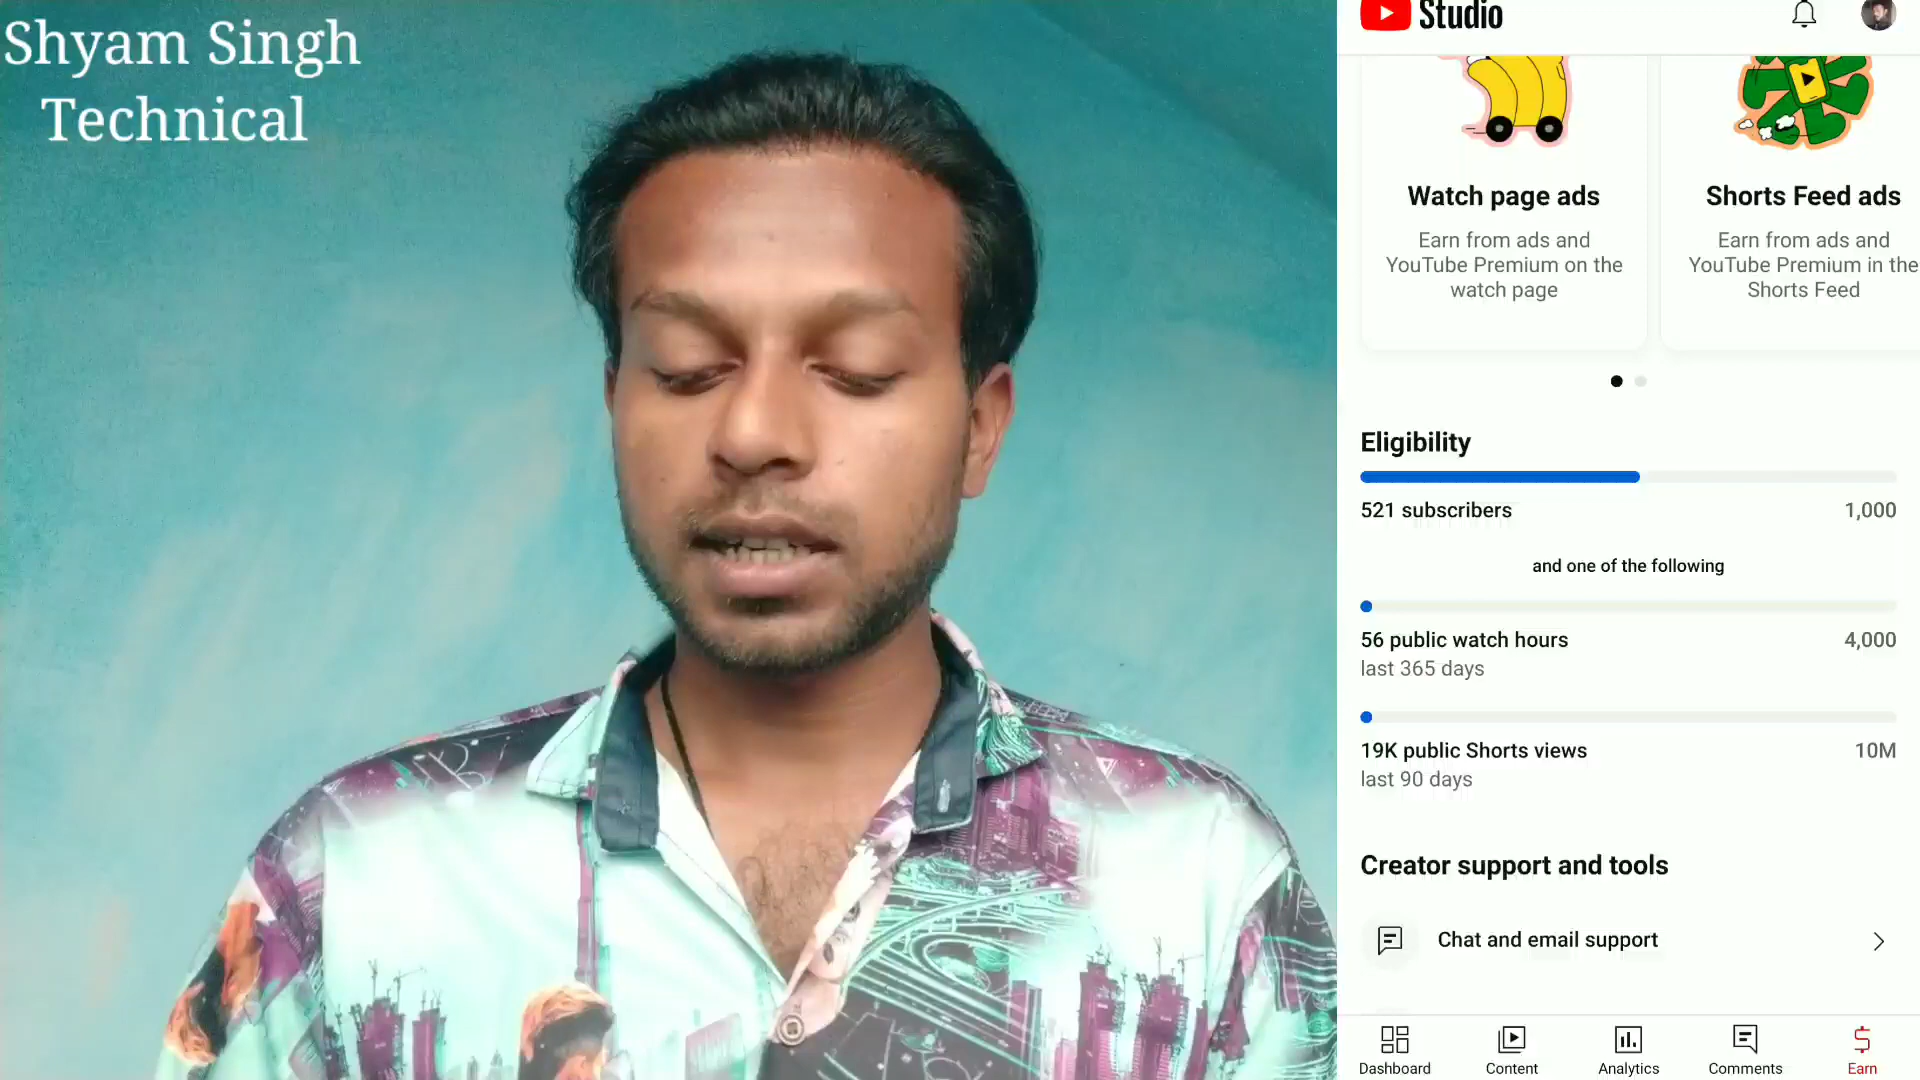 Shyam Singh
Technical
Studio
Watch page ads
Earn from ads and
YouTube Premium on the
watch page
Shorts Feed ads
Earn from ads and
YouTube Premium in the
Shorts Feed
Eligibility
521 subscribers
1,000
and one of the following
56 public watch hours
4,000
last 365 days
19K public Shorts views
10M
last 90 days
Creator support and tools
Chat and email support
Dashboard
Content
Analytics
Comments
Earn